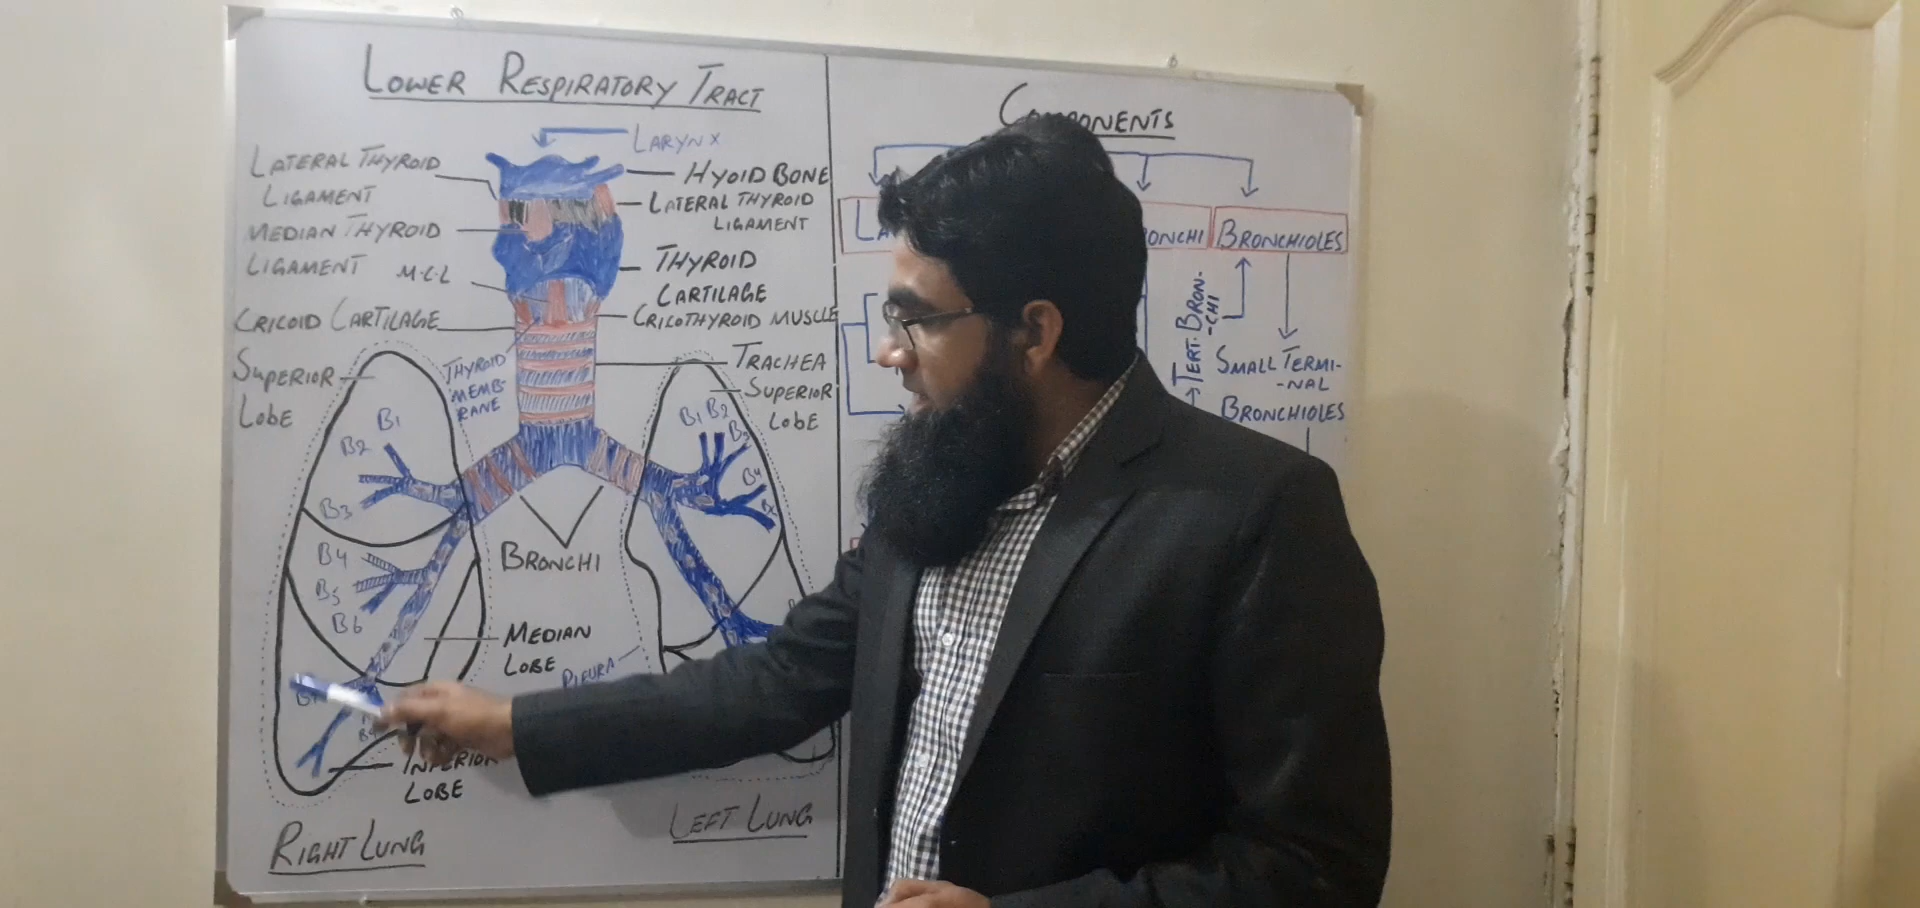 LOWER RESPIRATORY TRACT
LARYNX
LATERAL THYROID
LIGAMENT
MEDIAN THYROID
LIGAMENT
M-C-L
CRICOID CARTILAGE
SUPERIOR
LOBE
THYROID
MEMB-
RANE
HYOID BONE
LATERAL THYROID
LIGAMENT
THYROID
CARTILAGE
CRICOTHYROID MUSCLE
TRACHEA
SUPERIOR
LOBE
B1
B2
B3
B4
B5
B6
B1 B2
B3
B4
BRONCHI
MEDIAN
LOBE
PLEURA
INFERIOR
LOBE
RIGHT LUNG
LEFT LUNG
COMPONENTS
BRONCHIOLES
TERT. BRON-
-CHI
SMALL TERMI-
-NAL
BRONCHIOLES